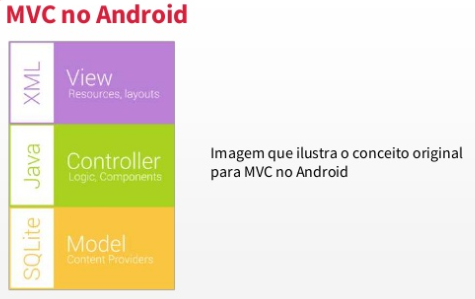 MVC no Android
XML
View
Resources, layouts
Java
Controller
Logic, Components
SQLite
Model
Content Providers
Imagem que ilustra o conceito original
para MVC no Android